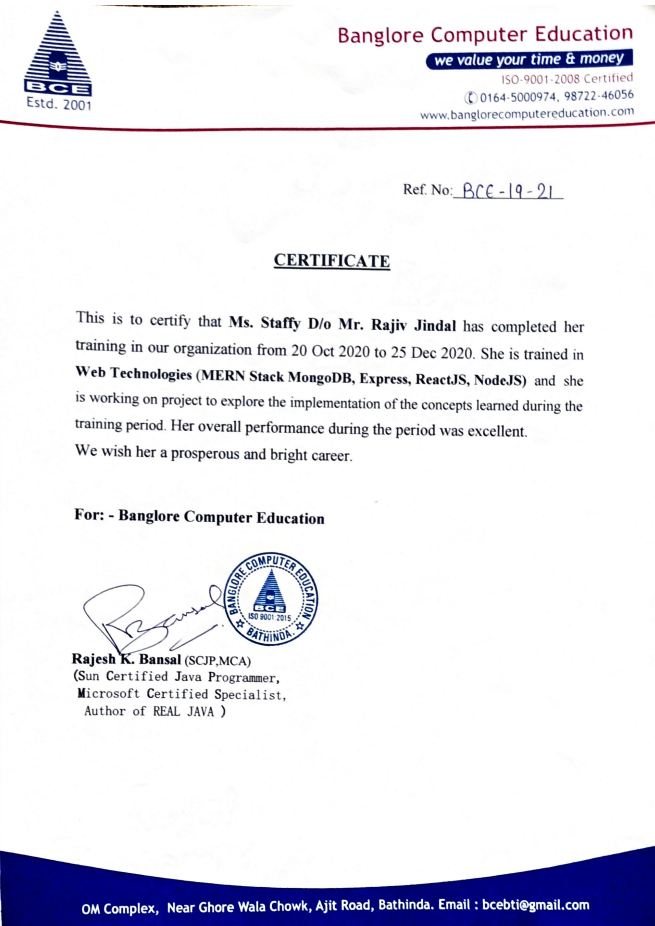 BCE
Estd. 2001
Banglore Computer Education
we value your time & money
ISO-9001-2008 Certified
0164-5000974, 98722-46056
www.banglorecomputereducation.com
Ref. No: BCE-19-21
CERTIFICATE
This is to certify that Ms. Staffy D/o Mr. Rajiv Jindal has completed her
training in our organization from 20 Oct 2020 to 25 Dec 2020. She is trained in
Web Technologies (MERN Stack MongoDB, Express, ReactJS, NodeJS) and she
is working on project to explore the implementation of the concepts learned during the
training period. Her overall performance during the period was excellent.
We wish her a prosperous and bright career.
For: - Banglore Computer Education
RBansal
BANGLORE COMPUTER EDUCATION
BCE
ISO 9001:2015
BATHINDA.
Rajesh K. Bansal (SCJP,MCA)
(Sun Certified Java Programmer,
Microsoft Certified Specialist,
Author of REAL JAVA )
OM Complex, Near Ghore Wala Chowk, Ajit Road, Bathinda. Email : bcebti@gmail.com